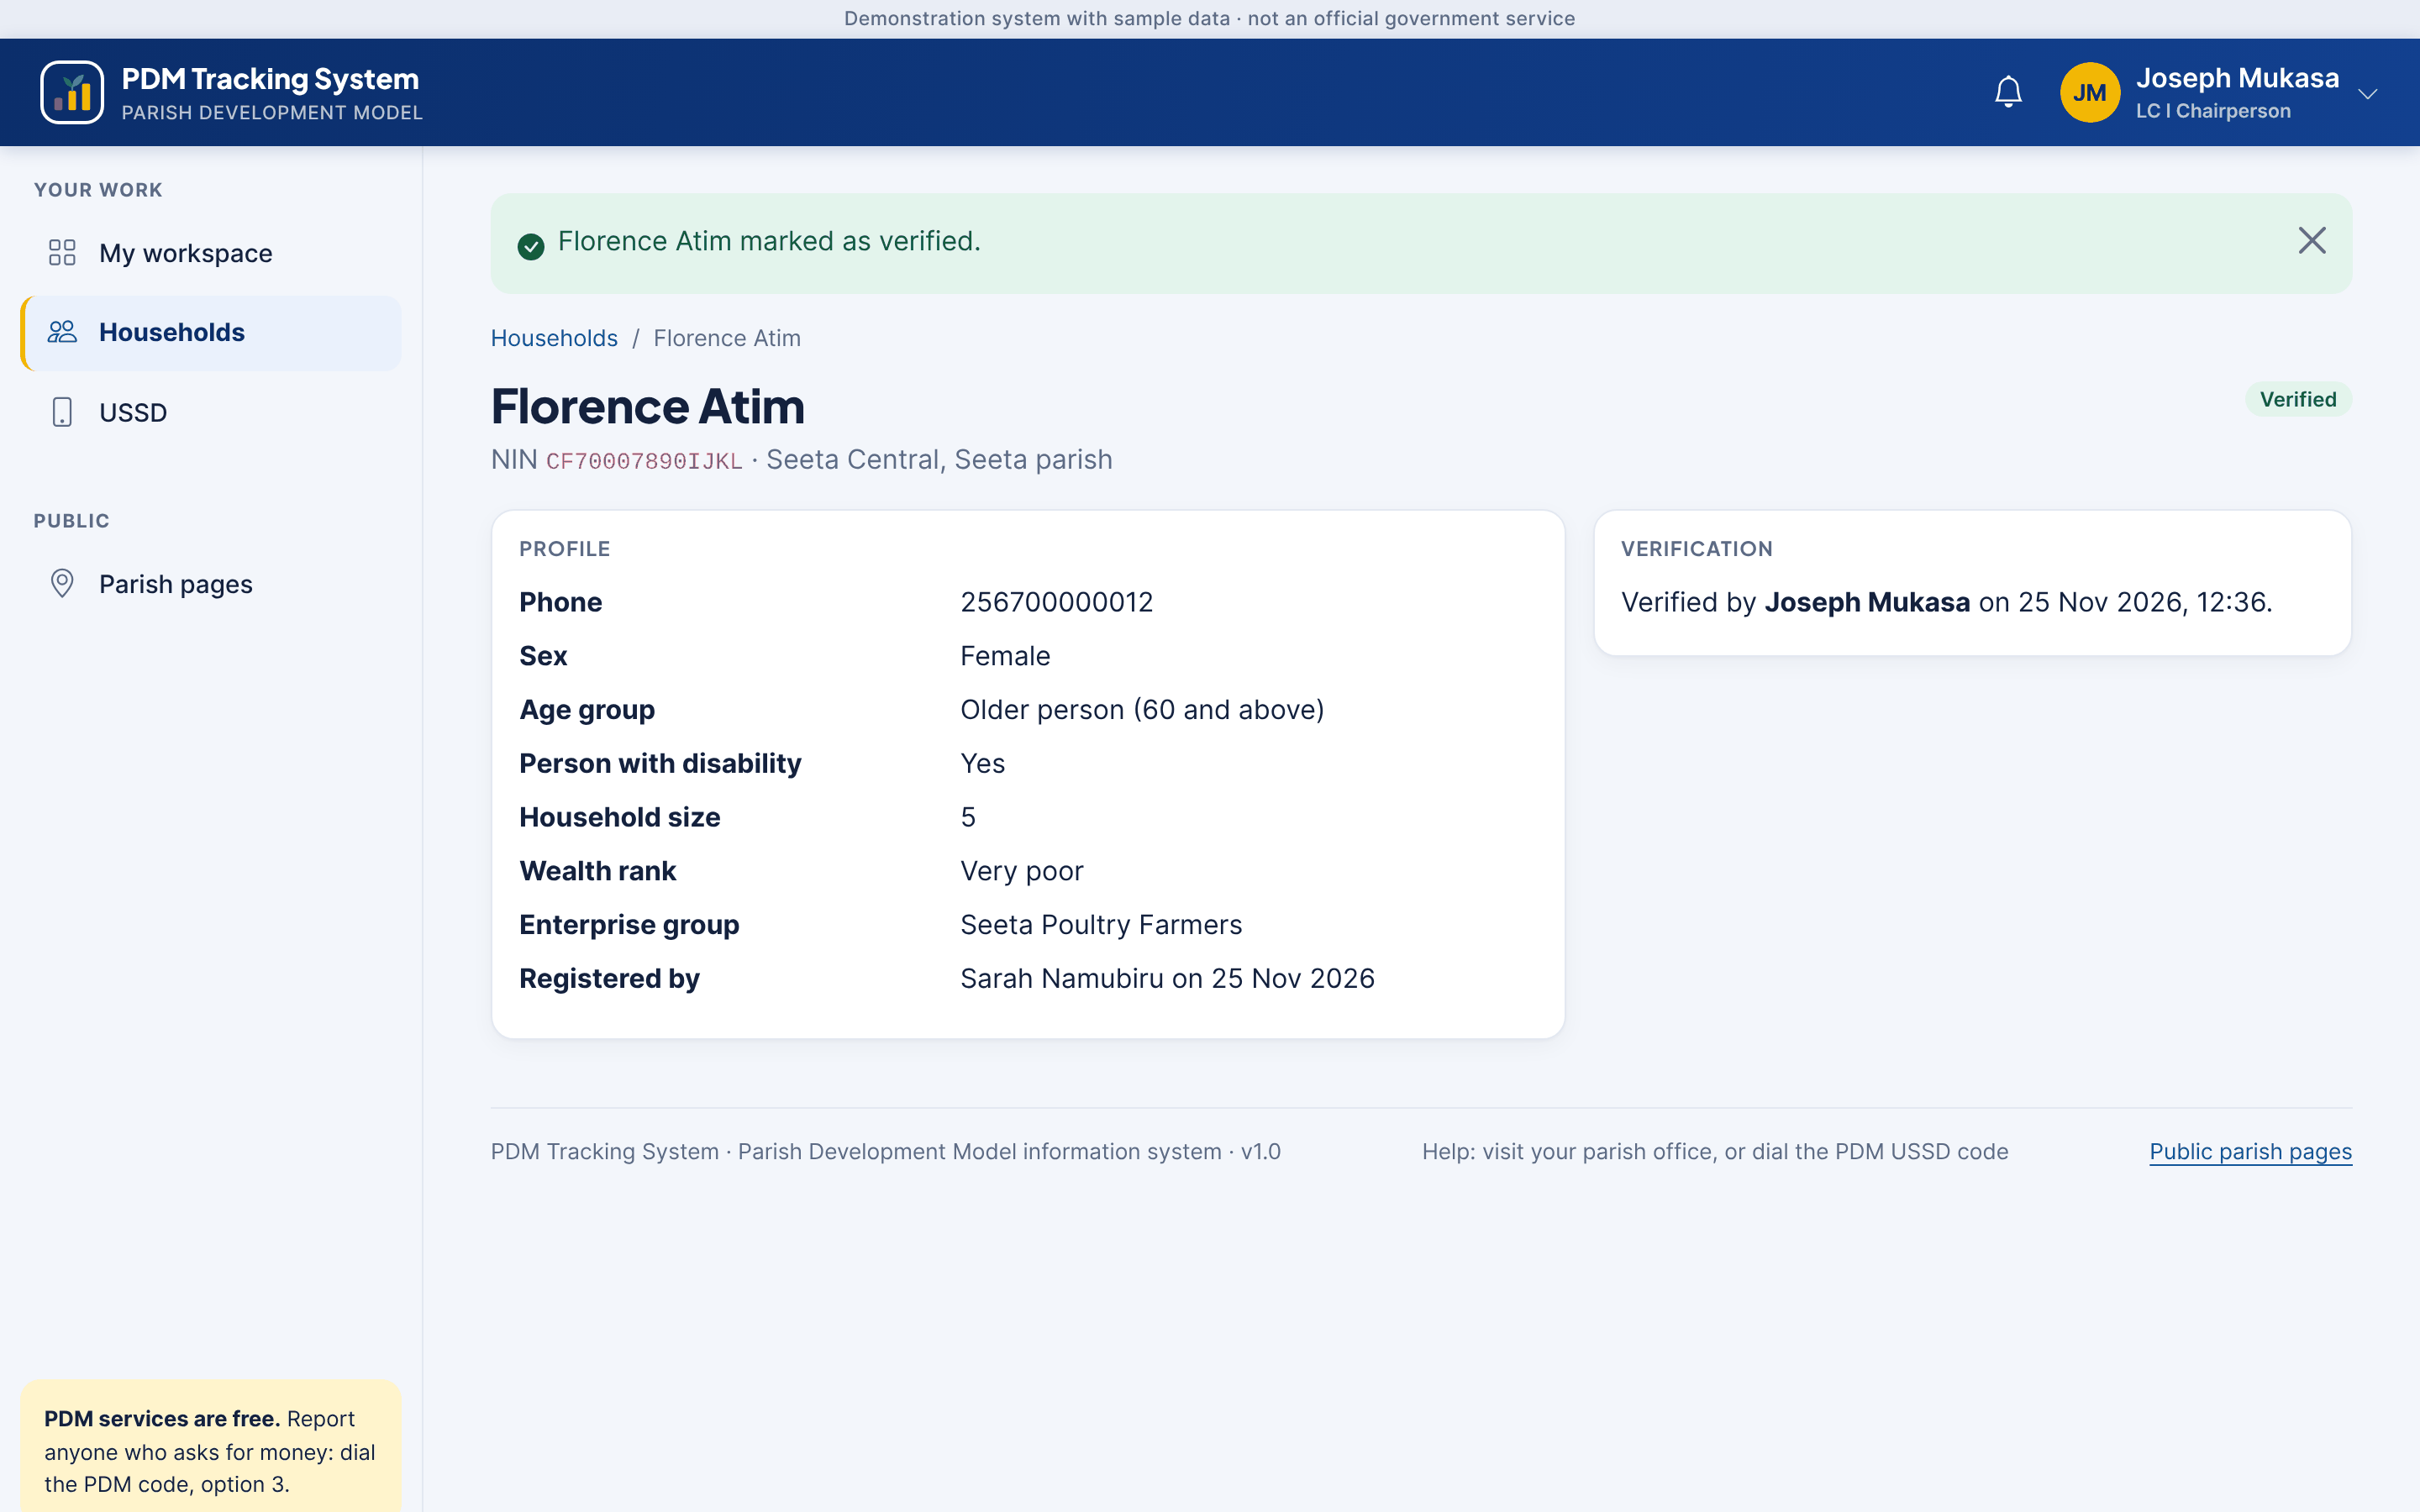 Demonstration system with sample data · not an official government service
PDM Tracking System
PARISH DEVELOPMENT MODEL
JM
Joseph Mukasa
LC I Chairperson
YOUR WORK
My workspace
Households
USSD
PUBLIC
Parish pages
PDM services are free. Report
anyone who asks for money: dial
the PDM code, option 3.
Florence Atim marked as verified.
Households / Florence Atim
Florence Atim
Verified
NIN CF70007890IJKL · Seeta Central, Seeta parish
PROFILE
Phone 256700000012
Sex Female
Age group Older person (60 and above)
Person with disability Yes
Household size 5
Wealth rank Very poor
Enterprise group Seeta Poultry Farmers
Registered by Sarah Namubiru on 25 Nov 2026
VERIFICATION
Verified by Joseph Mukasa on 25 Nov 2026, 12:36.
PDM Tracking System · Parish Development Model information system · v1.0
Help: visit your parish office, or dial the PDM USSD code
Public parish pages